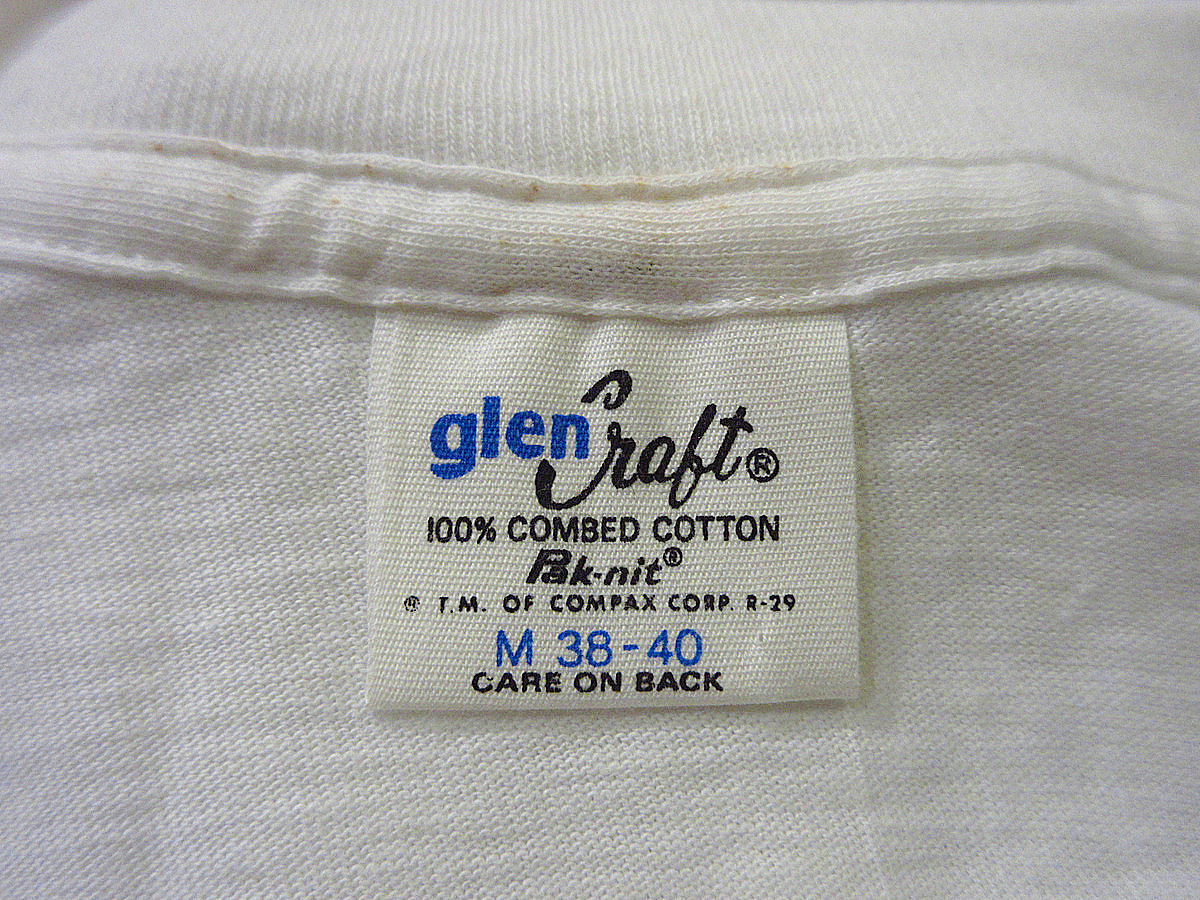 glen Craft®
100% COMBED COTTON
Pak-nit®
® T.M. OF COMPAX CORP. R-29
M 38-40
CARE ON BACK